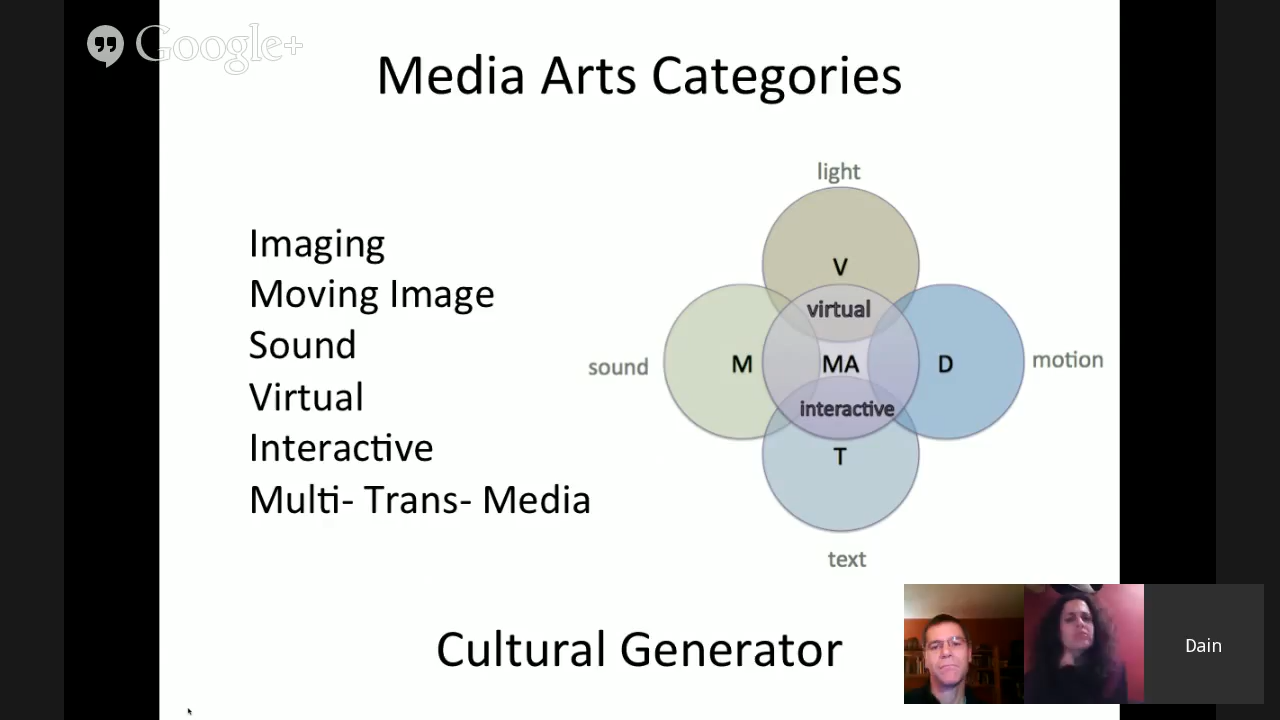 Google+
Media Arts Categories
light
Imaging
Moving Image
Sound
Virtual
Interactive
Multi- Trans- Media
V
virtual
sound
M
MA
D
motion
interactive
T
text
Cultural Generator
Dain